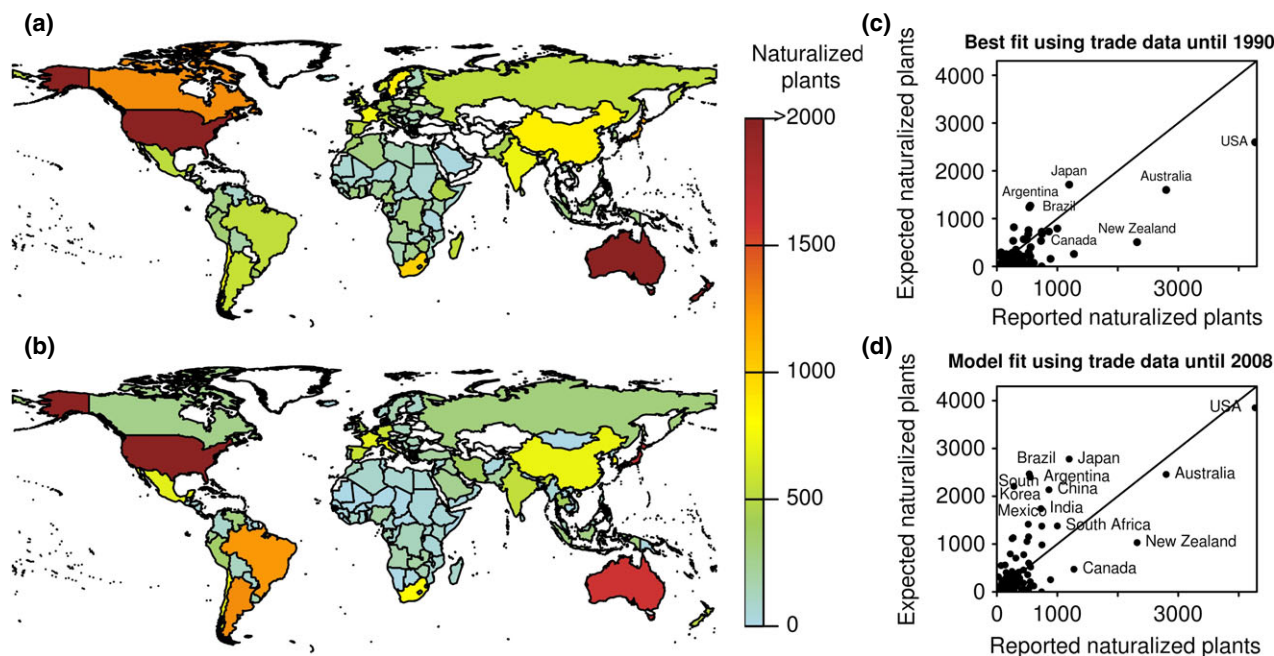 (a)
(b)
Naturalized
plants
>2000
1500
1000
500
0
(c)
Best fit using trade data until 1990
Expected naturalized plants
4000
3000
2000
1000
0
USA
Japan
Australia
Argentina
Brazil
New Zealand
Canada
0
1000
3000
Reported naturalized plants
(d)
Model fit using trade data until 2008
Expected naturalized plants
4000
3000
2000
1000
0
USA
Brazil
Japan
South
Korea
Argentina
Australia
China
Mexico
India
South Africa
New Zealand
Canada
0
1000
3000
Reported naturalized plants